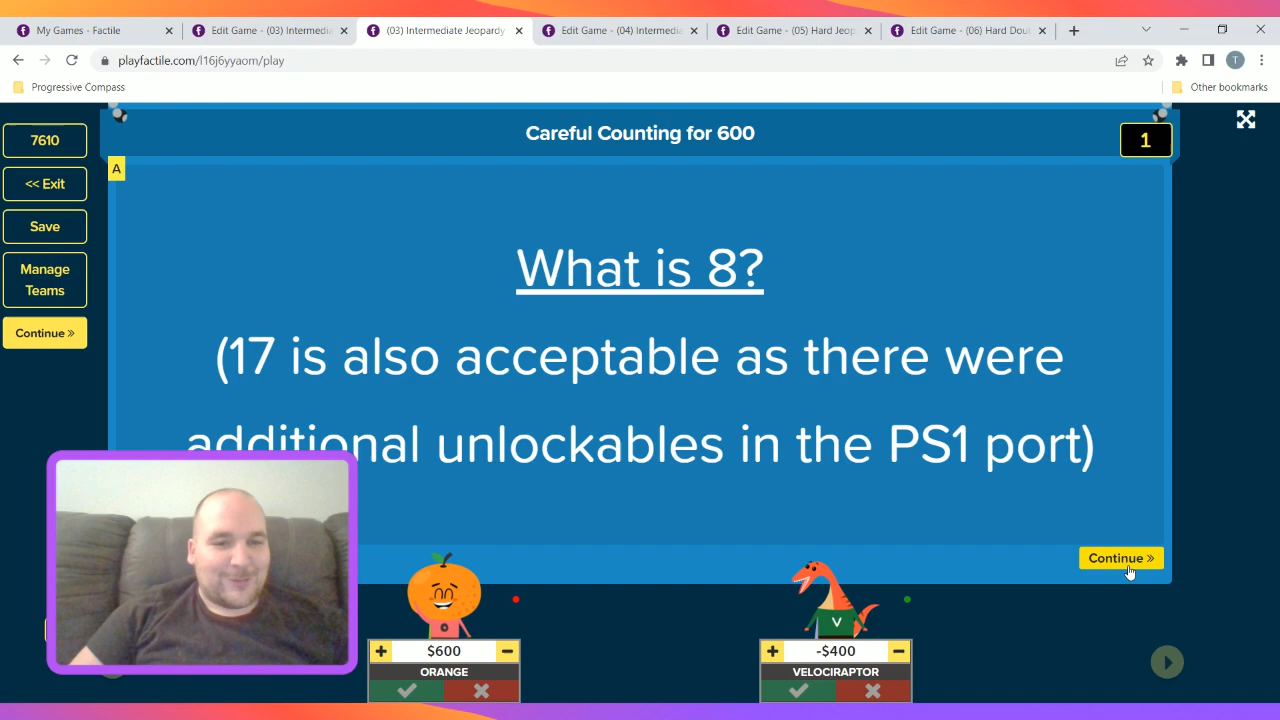 My Games - Factile
Edit Game - (03) Intermedia
(03) Intermediate Jeopardy
Edit Game - (04) Intermedia
Edit Game - (05) Hard Jeop
Edit Game - (06) Hard Dou
playfactile.com/l16j6yyaom/play
T
Progressive Compass
Other bookmarks
7610
<< Exit
Save
Manage
Teams
Continue »
Careful Counting for 600
1
A
What is 8?
(17 is also acceptable as there were
additional unlockables in the PS1 port)
Continue »
O
V
+ $600 −
ORANGE
+ -$400 −
VELOCIRAPTOR